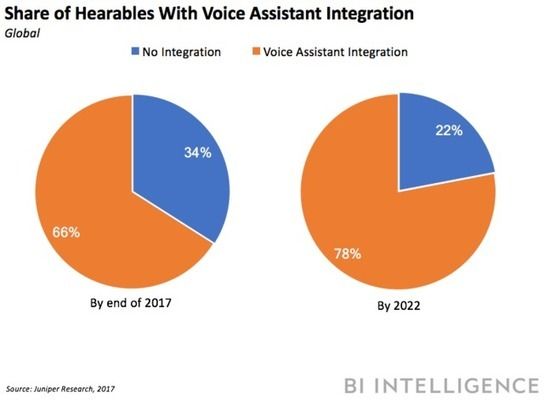 Share of Hearables With Voice Assistant Integration
Global
No Integration Voice Assistant Integration
34%
66%
By end of 2017
22%
78%
By 2022
Source: Juniper Research, 2017
BI INTELLIGENCE